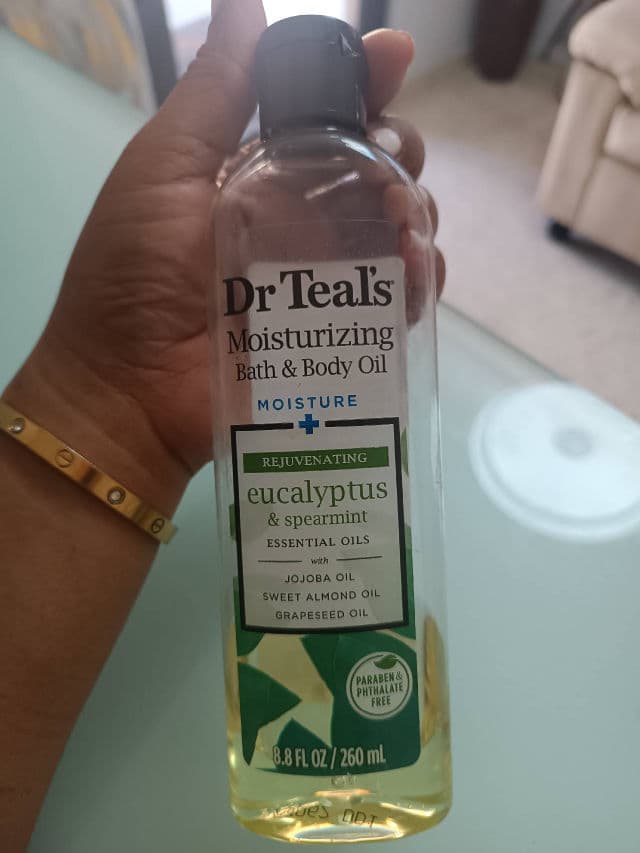 Dr Teal's
Moisturizing
Bath & Body Oil
MOISTURE
+
REJUVENATING
eucalyptus
& spearmint
ESSENTIAL OILS
with
JOJOBA OIL
SWEET ALMOND OIL
GRAPESEED OIL
PARABEN &
PHTHALATE
FREE
8.8 FL OZ / 260 mL